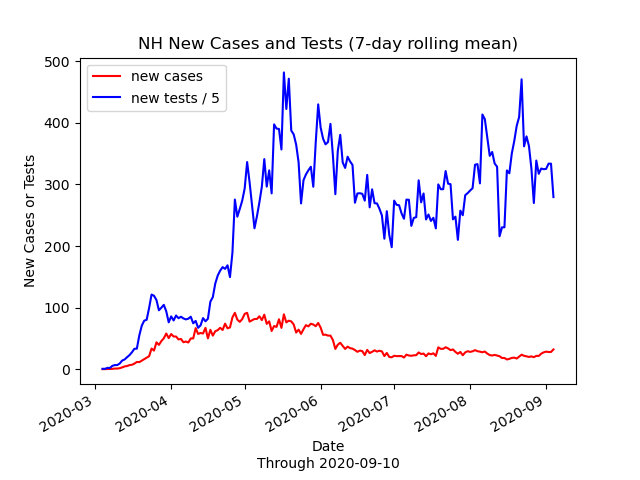 NH New Cases and Tests (7-day rolling mean)
new cases
new tests / 5
New Cases or Tests
500
400
300
200
100
0
2020-03
2020-04
2020-05
2020-06
2020-07
2020-08
2020-09
Date
Through 2020-09-10